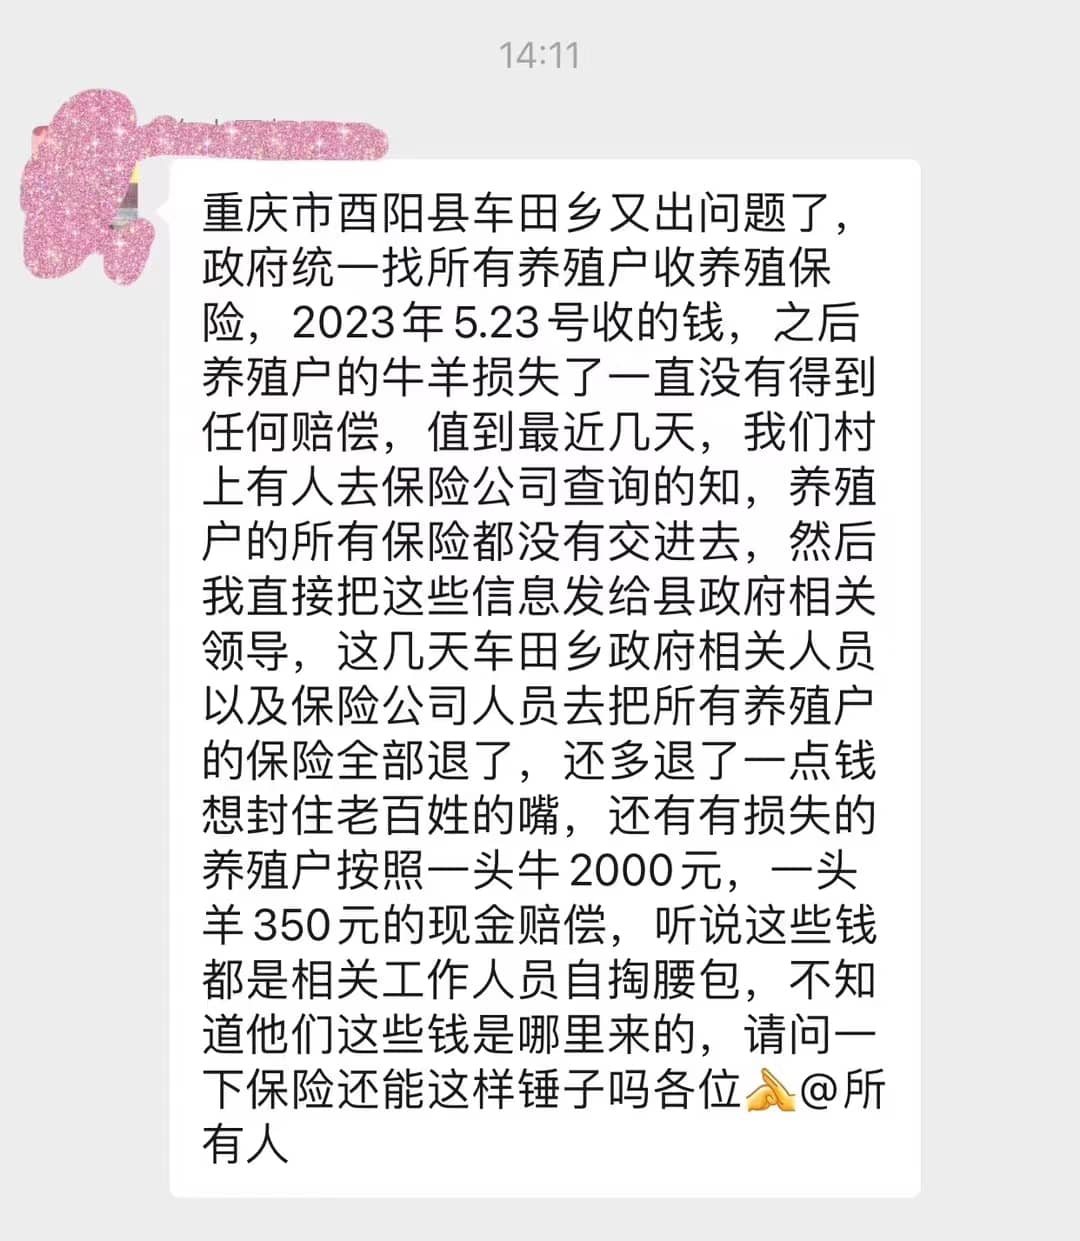 14:11
重庆市酉阳县车田乡又出问题了，
政府统一找所有养殖户收养殖保
险，2023年5.23号收的钱，之后
养殖户的牛羊损失了一直没有得到
任何赔偿，值到最近几天，我们村
上有人去保险公司查询的知，养殖
户的所有保险都没有交进去，然后
我直接把这些信息发给县政府相关
领导，这几天车田乡政府相关人员
以及保险公司人员去把所有养殖户
的保险全部退了，还多退了一点钱
想封住老百姓的嘴，还有有损失的
养殖户按照一头牛2000元，一头
羊350元的现金赔偿，听说这些钱
都是相关工作人员自掏腰包，不知
道他们这些钱是哪里来的，请问一
下保险还能这样锤子吗各位@所
有人